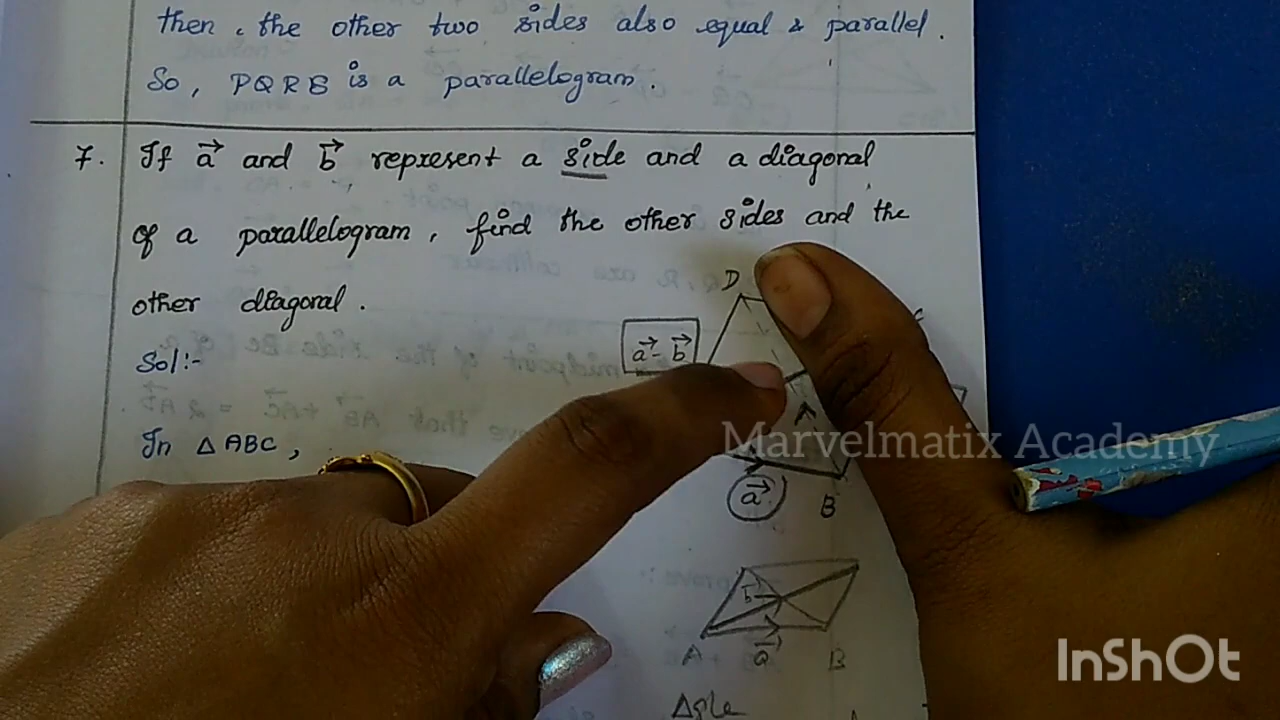 then, the other two sides also equal & parallel.
So, PQRS is a parallelogram.
7. If a⃗ and b⃗ represent a side and a diagonal
of a parallelogram, find the other sides and the
other diagonal.
D
a⃗ - b⃗
Sol:-
In △ ABC,
Marvelmatix Academy
a⃗
B
b⃗
A a⃗ B
InShOt
Δgle